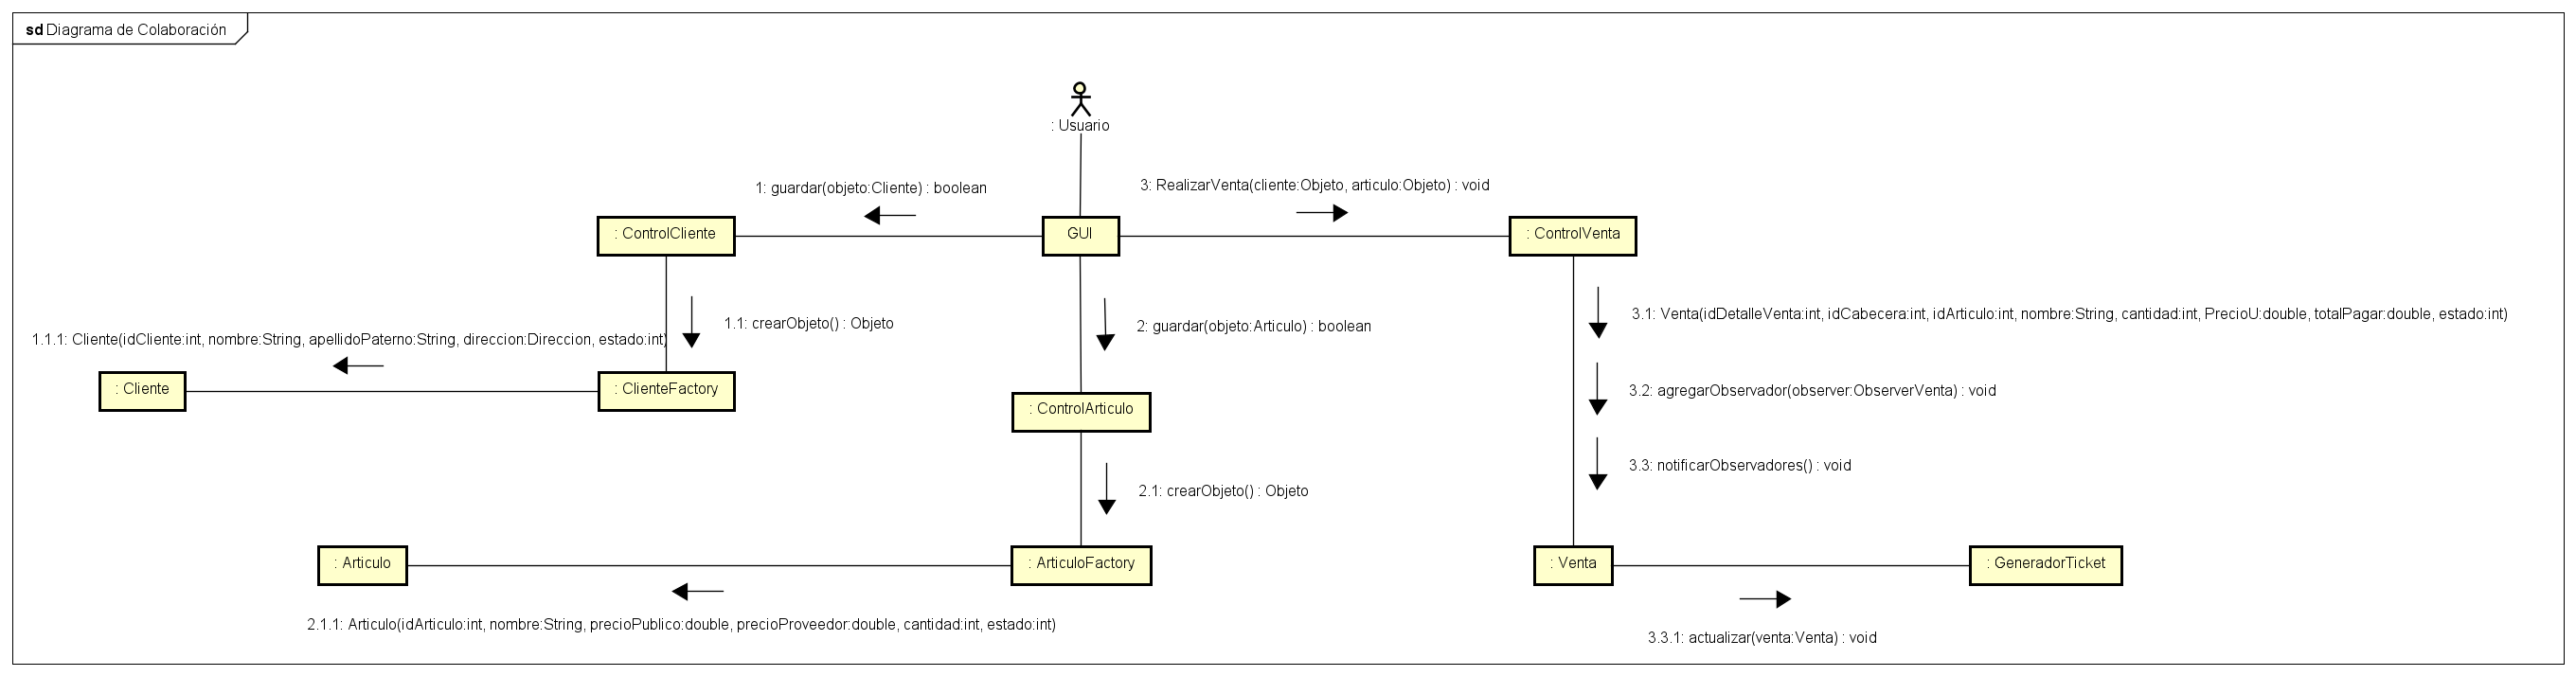 sd Diagrama de Colaboración
: Usuario
1: guardar(objeto:Cliente) : boolean
3: RealizarVenta(cliente:Objeto, articulo:Objeto) : void
: ControlCliente
GUI
: ControlVenta
3.1: Venta(idDetalleVenta:int, idCabecera:int, idArticulo:int, nombre:String, cantidad:int, PrecioU:double, totalPagar:double, estado:int)
1.1: crearObjeto() : Objeto
2: guardar(objeto:Articulo) : boolean
1.1.1: Cliente(idCliente:int, nombre:String, apellidoPaterno:String, direccion:Direccion, estado:int)
: Cliente
: ClienteFactory
3.2: agregarObservador(observer:ObserverVenta) : void
: ControlArticulo
3.3: notificarObservadores() : void
2.1: crearObjeto() : Objeto
: Articulo
: ArticuloFactory
: Venta
: GeneradorTicket
2.1.1: Articulo(idArticulo:int, nombre:String, precioPublico:double, precioProveedor:double, cantidad:int, estado:int)
3.3.1: actualizar(venta:Venta) : void